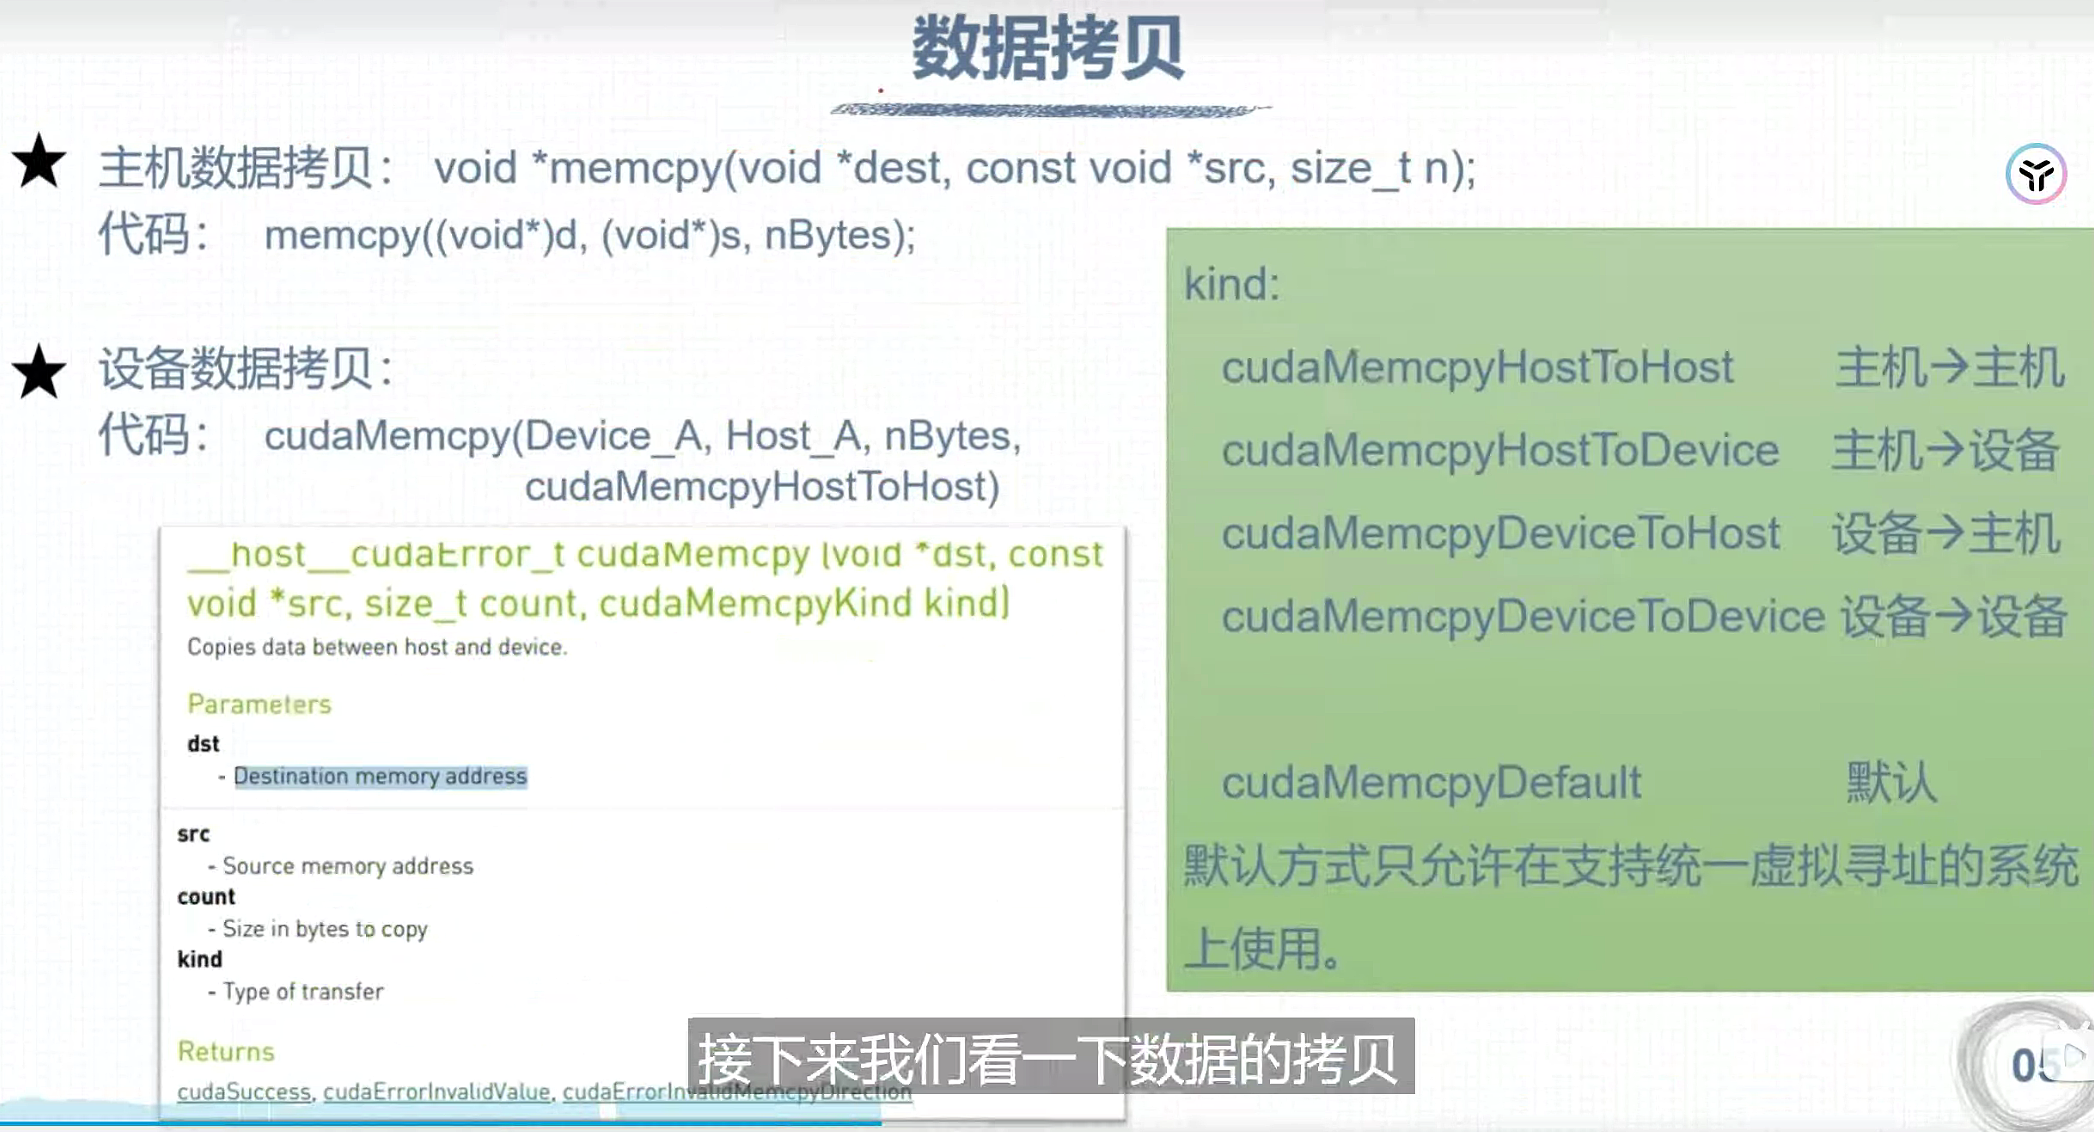 数据拷贝
主机数据拷贝： void *memcpy(void *dest, const void *src, size_t n);
代码： memcpy((void*)d, (void*)s, nBytes);
设备数据拷贝：
代码： cudaMemcpy(Device_A, Host_A, nBytes,
cudaMemcpyHostToHost)
__host__cudaError_t cudaMemcpy (void *dst, const
void *src, size_t count, cudaMemcpyKind kind)
Copies data between host and device.
Parameters
dst
- Destination memory address
src
- Source memory address
count
- Size in bytes to copy
kind
- Type of transfer
Returns
cudaSuccess, cudaErrorInvalidValue, cudaErrorInvalidMemcpyDirection
kind:
cudaMemcpyHostToHost 主机→主机
cudaMemcpyHostToDevice 主机→设备
cudaMemcpyDeviceToHost 设备→主机
cudaMemcpyDeviceToDevice 设备→设备
cudaMemcpyDefault 默认
默认方式只允许在支持统一虚拟寻址的系统
上使用。
接下来我们看一下数据的拷贝
05